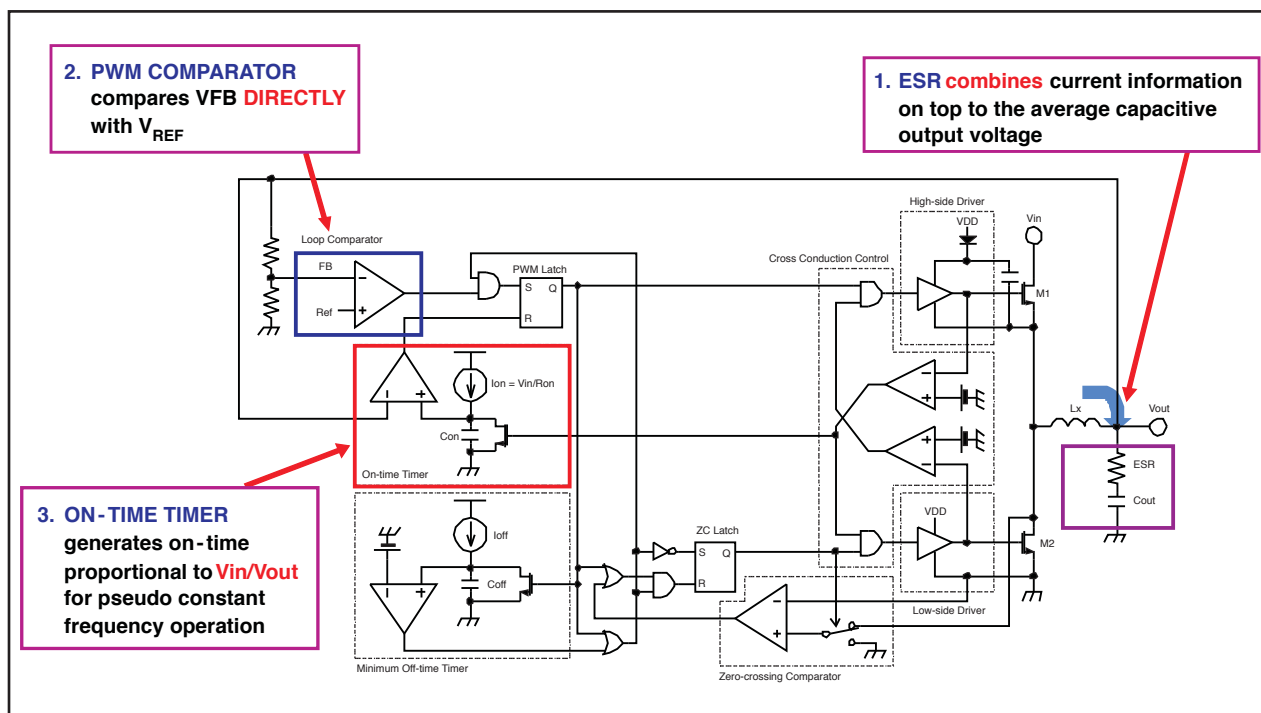 2. PWM COMPARATOR
compares VFB DIRECTLY
with VREF
1. ESR combines current information
on top to the average capacitive
output voltage
High-side Driver
VDD
Vin
Loop Comparator
FB
Ref
PWM Latch
S Q
R
Cross Conduction Control
M1
Ion = Vin/Ron
Con
On-time Timer
Lx
Vout
ESR
Cout
3. ON-TIME TIMER
generates on-time
proportional to Vin/Vout
for pseudo constant
frequency operation
Ioff
Coff
Minimum Off-time Timer
ZC Latch
S Q
R
VDD
M2
Low-side Driver
Zero-crossing Comparator